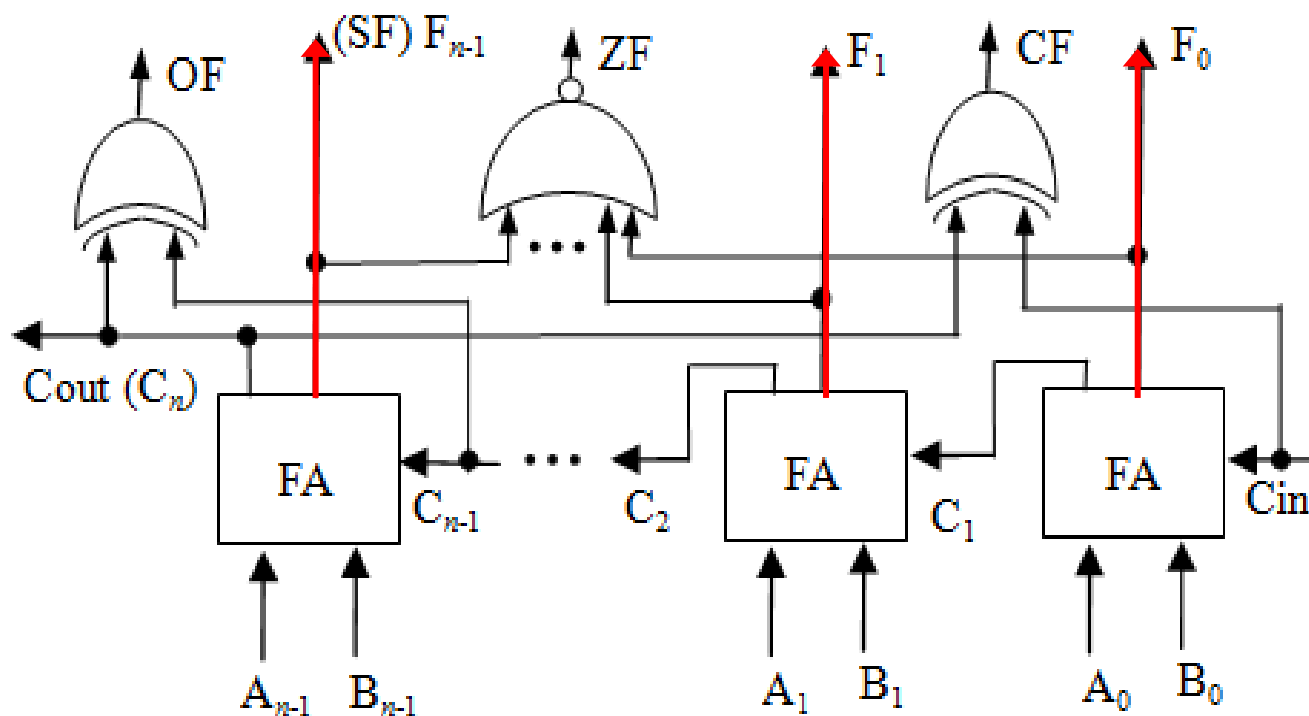 OF
(SF) Fn-1
ZF
F1
CF
F0
Cout (Cn)
FA
Cn-1
C2
FA
C1
FA
Cin
An-1
Bn-1
A1
B1
A0
B0